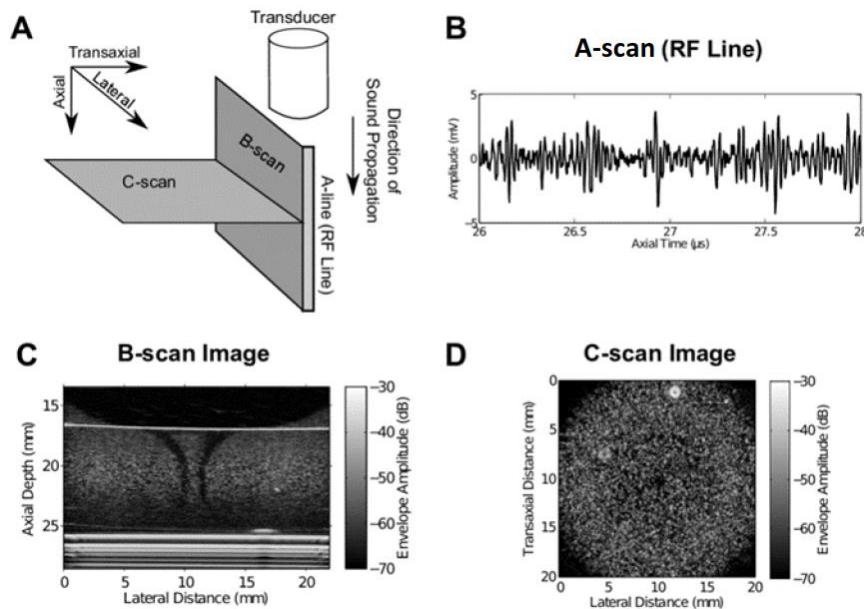 A
Transducer
Transaxial
Lateral
Axial
B-scan
C-scan
A-line (RF Line)
Direction of
Sound Propagation
B
A-scan (RF Line)
5
0
−5
Amplitude (mV)
26
26.5
27
27.5
28
Axial Time (µs)
C
B-scan Image
15
20
25
Axial Depth (mm)
0
5
10
15
20
Lateral Distance (mm)
−30
−40
−50
−60
−70
Envelope Amplitude (dB)
D
C-scan Image
0
5
10
15
20
Transaxial Distance (mm)
0
5
10
15
20
Lateral Distance (mm)
−30
−40
−50
−60
−70
Envelope Amplitude (dB)